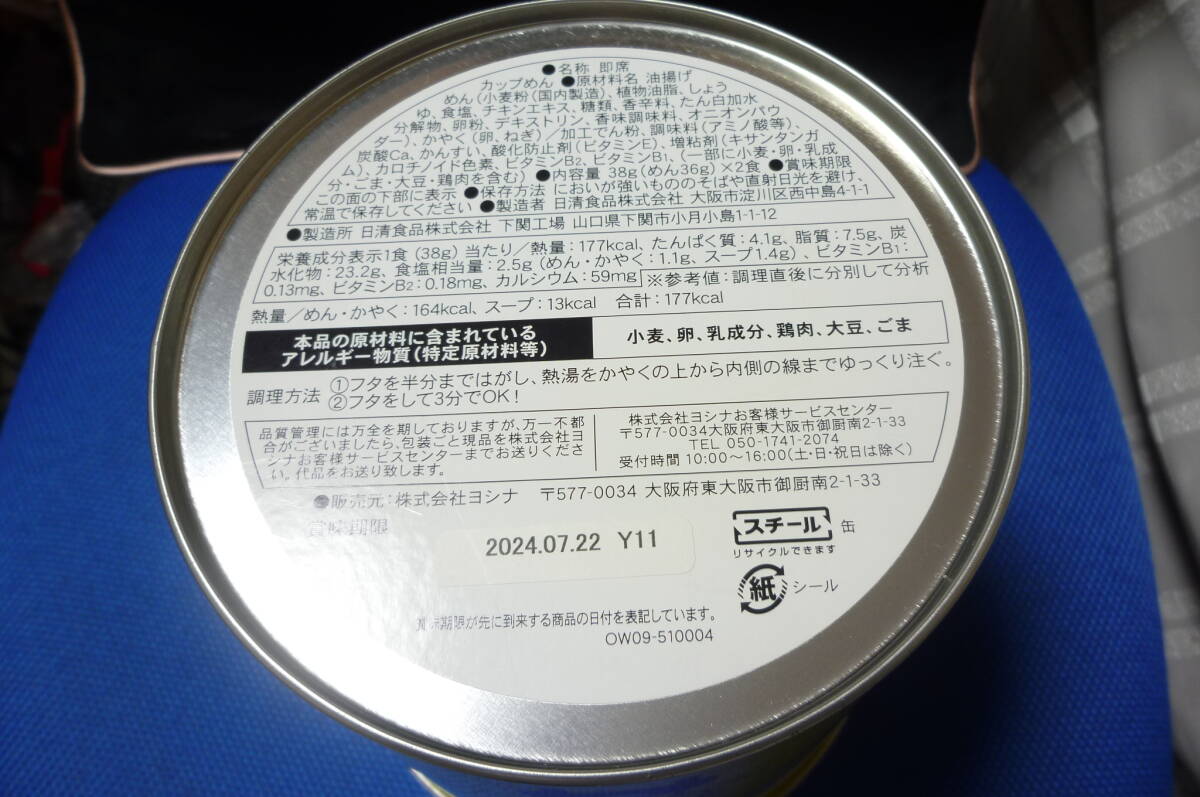 ●名称 即席
カップめん ●原材料名 油揚げ
めん(小麦粉(国内製造)、植物油脂、しょう
ゆ、食塩、チキンエキス、糖類、香辛料、たん白加水
分解物、卵粉、デキストリン、香味調味料、オニオンパウ
ダー)、かやく(卵、ねぎ)/加工でん粉、調味料(アミノ酸等)、
炭酸Ca、かんすい、酸化防止剤(ビタミンE)、増粘剤(キサンタンガ
ム)、カロチノイド色素、ビタミンB2、ビタミンB1、(一部に小麦・卵・乳成
分・ごま・大豆・鶏肉を含む) ●内容量 38g(めん36g)×2食 ●賞味期限
この面の下部に表示 ●保存方法 においが強いもののそばや直射日光を避け、
常温で保存してください ●製造者 日清食品株式会社 大阪市淀川区西中島4-1-1
●製造所 日清食品株式会社 下関工場 山口県下関市小月小島1-1-12
栄養成分表示1食(38g)当たり/熱量:177kcal、たんぱく質:4.1g、脂質:7.5g、炭
水化物:23.2g、食塩相当量:2.5g(めん・かやく:1.1g、スープ1.4g)、ビタミンB1:
0.13mg、ビタミンB2:0.18mg、カルシウム:59mg ※参考値:調理直後に分別して分析
熱量/めん・かやく:164kcal、スープ:13kcal 合計:177kcal
本品の原材料に含まれている
アレルギー物質(特定原材料等)
小麦、卵、乳成分、鶏肉、大豆、ごま
調理方法 ①フタを半分まではがし、熱湯をかやくの上から内側の線までゆっくり注ぐ。
②フタをして3分でOK!
品質管理には万全を期しておりますが、万一不都
合がございましたら、包装ごと現品を株式会社ヨ
シナお客様サービスセンターまでお送りくださ
い。代品をお送り致します。
株式会社ヨシナお客様サービスセンター
〒577-0034大阪府東大阪市御厨南2-1-33
TEL 050-1741-2074
受付時間 10:00〜16:00(土・日・祝日は除く)
●販売元:株式会社ヨシナ 〒577-0034 大阪府東大阪市御厨南2-1-33
賞味期限
2024.07.22 Y11
スチール 缶
リサイクルできます
紙 シール
賞味期限が先に到来する商品の日付を表記しています。
OW09-510004